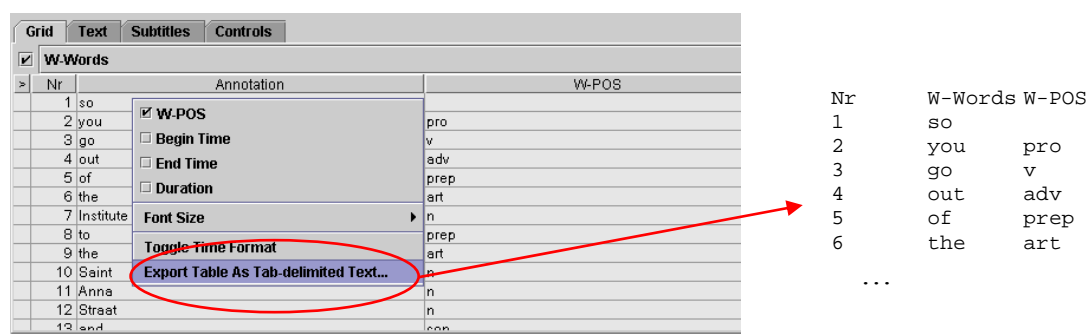 Grid Text Subtitles Controls
W-Words
> Nr Annotation W-POS
1 so
2 you pro
3 go v
4 out adv
5 of prep
6 the art
7 Institute n
8 to prep
9 the art
10 Saint n
11 Anna n
12 Straat n
13 and con
W-POS
Begin Time
End Time
Duration
Font Size
Toggle Time Format
Export Table As Tab-delimited Text...
Nr W-Words W-POS
1 so
2 you pro
3 go v
4 out adv
5 of prep
6 the art
...